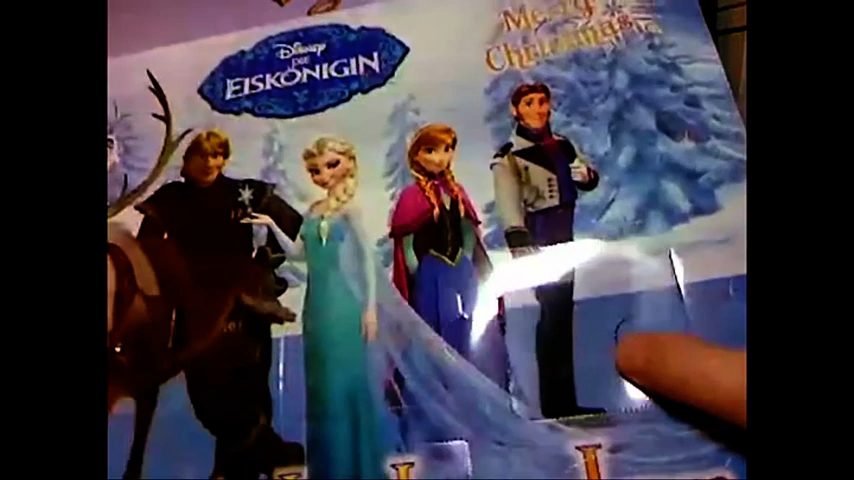 Merry
Christmas
Disney
DIE
EISKÖNIGIN